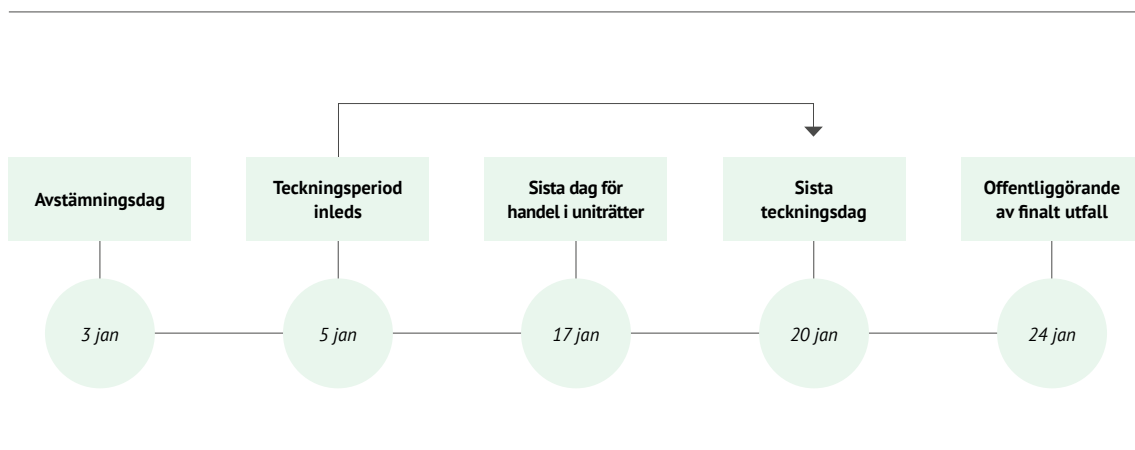 Avstämningsdag
Teckningsperiod
inleds
Sista dag för
handel i uniträtter
Sista
teckningsdag
Offentliggörande
av finalt utfall
3 jan
5 jan
17 jan
20 jan
24 jan